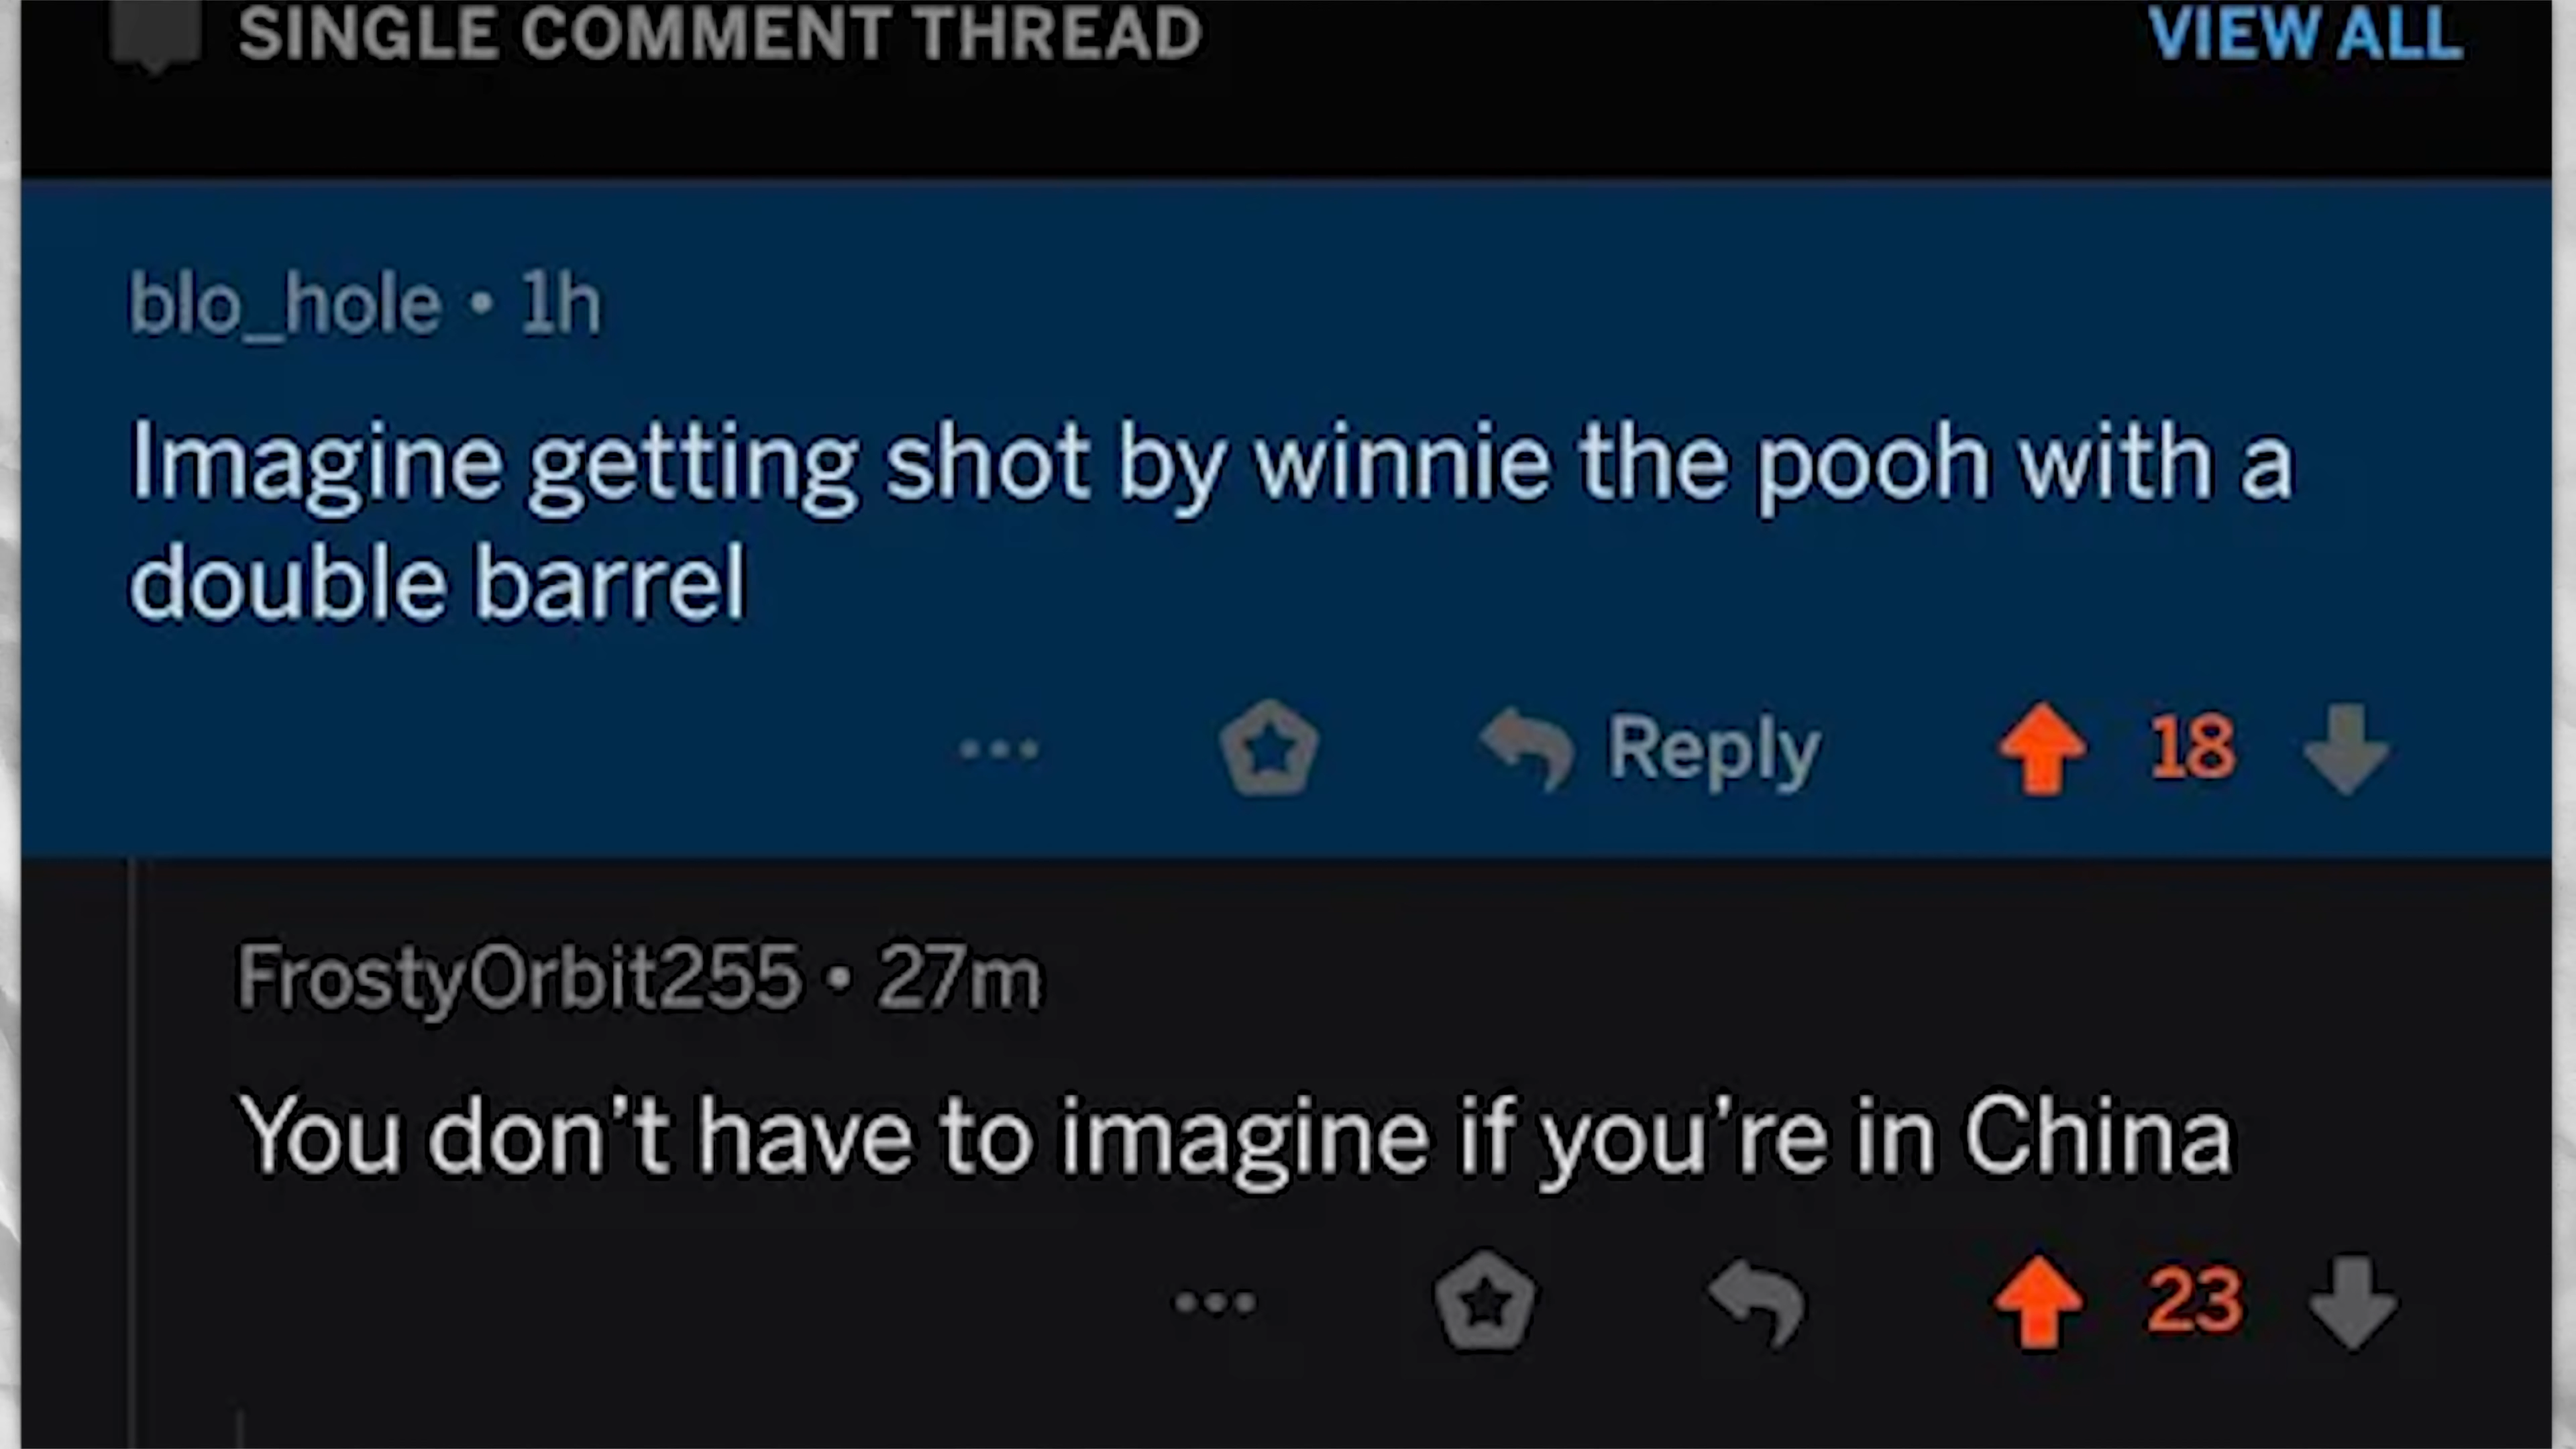 SINGLE COMMENT THREAD VIEW ALL
blo_hole • 1h
Imagine getting shot by winnie the pooh with a
double barrel
Reply 18
FrostyOrbit255 • 27m
You don’t have to imagine if you’re in China
23